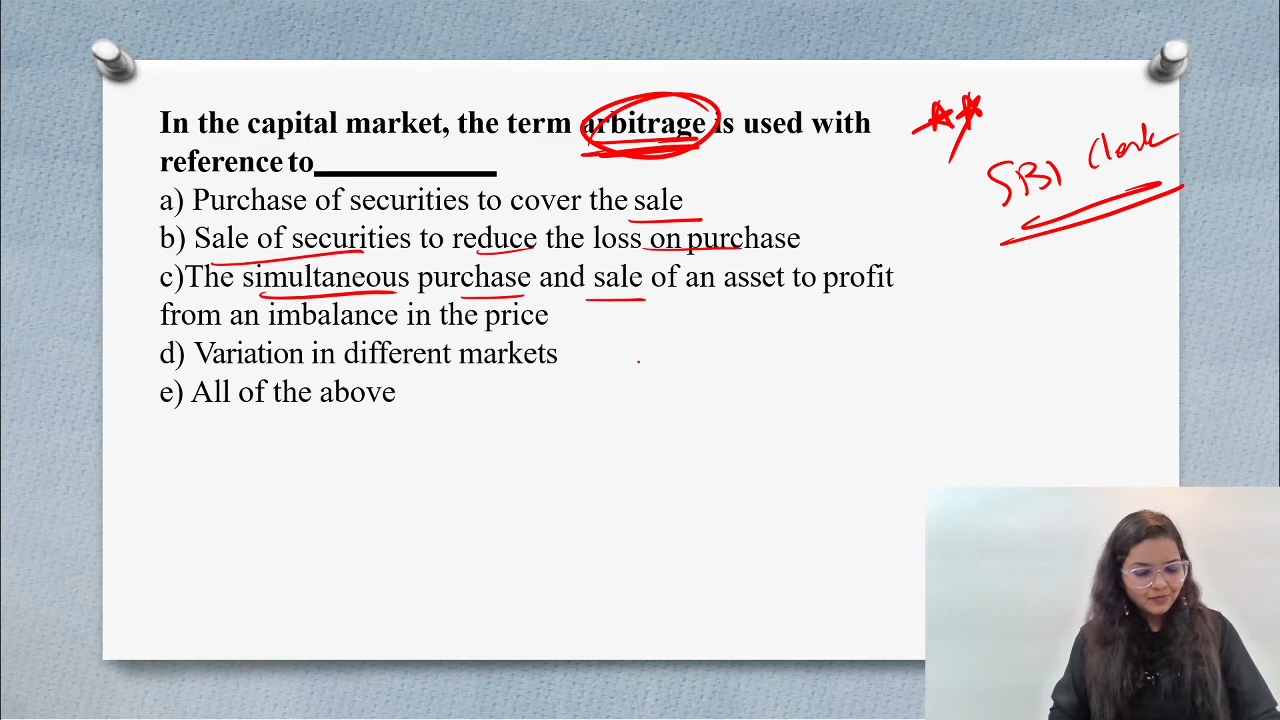 In the capital market, the term arbitrage is used with
reference to____________
a) Purchase of securities to cover the sale
b) Sale of securities to reduce the loss on purchase
c)The simultaneous purchase and sale of an asset to profit
from an imbalance in the price
d) Variation in different markets
e) All of the above
SBI Clerk